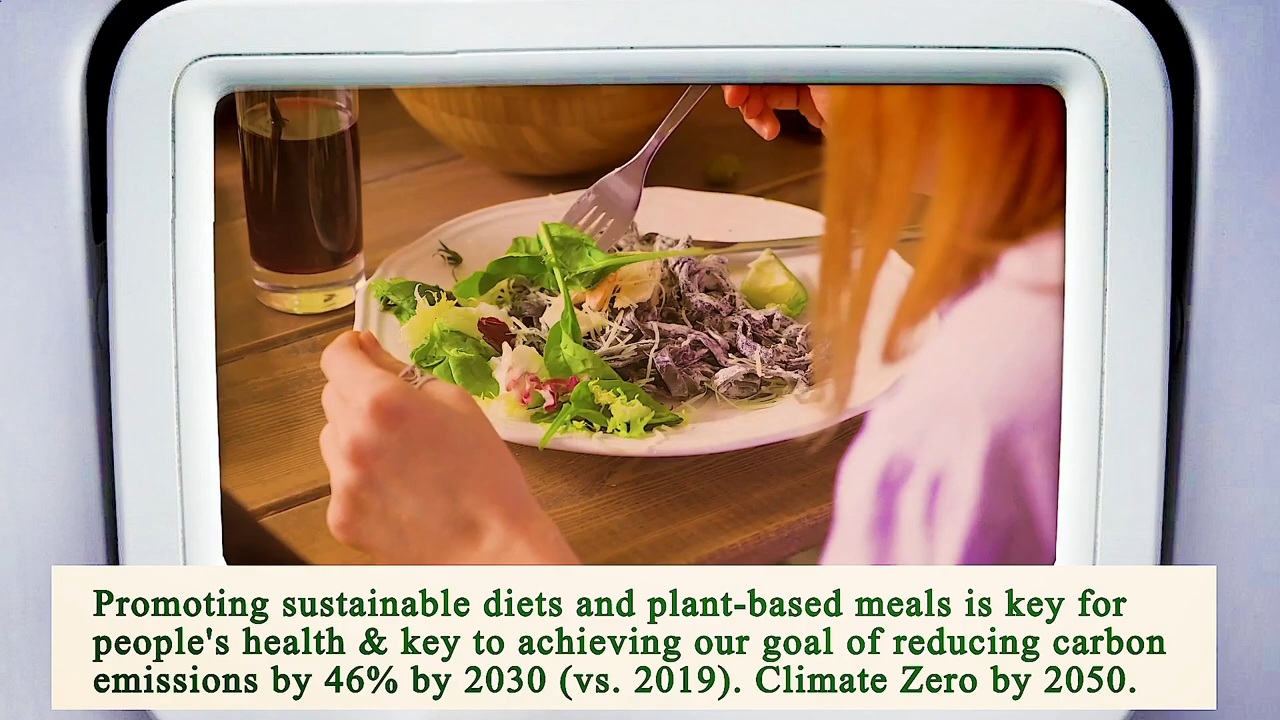 Promoting sustainable diets and plant-based meals is key for
people's health & key to achieving our goal of reducing carbon
emissions by 46% by 2030 (vs. 2019). Climate Zero by 2050.